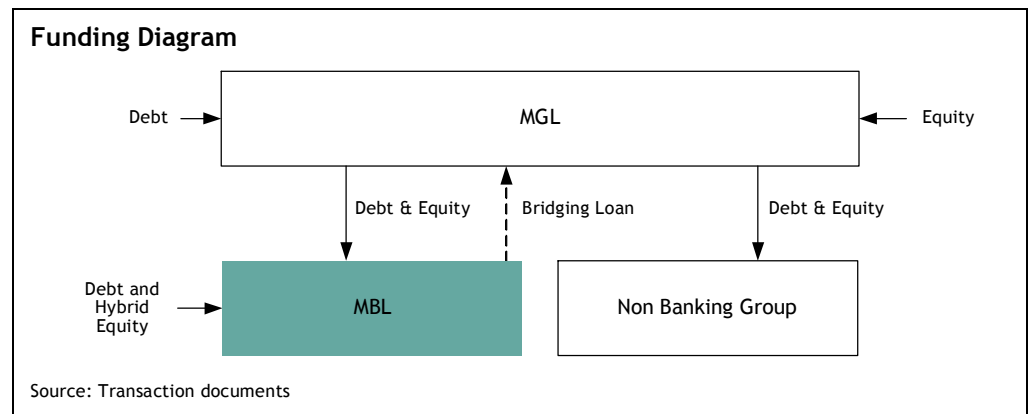 Funding Diagram
Debt
MGL
Equity
Debt & Equity
Bridging Loan
Debt & Equity
Debt and
Hybrid
Equity
MBL
Non Banking Group
Source: Transaction documents